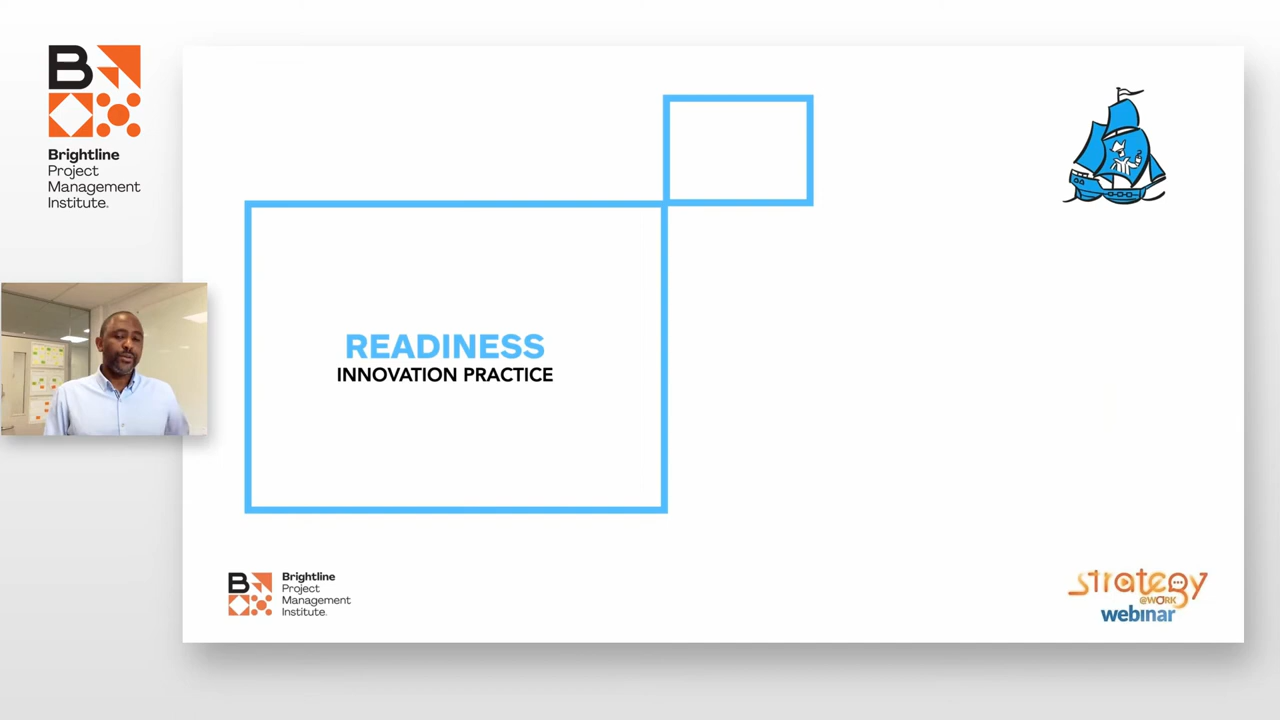 B
Brightline
Project
Management
Institute.
READINESS
INNOVATION PRACTICE
B
Brightline
Project
Management
Institute.
strategy
@WORK
webinar